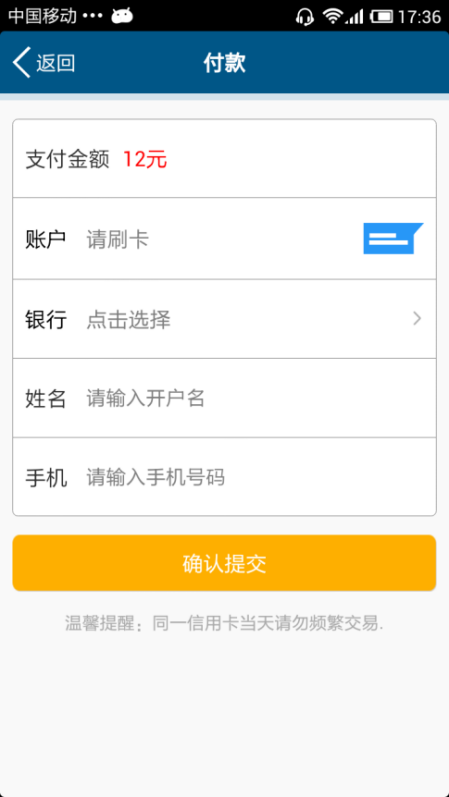 中国移动 ••• 17:36
返回 付款
支付金额 12元
账户 请刷卡
银行 点击选择
姓名 请输入开户名
手机 请输入手机号码
确认提交
温馨提醒：同一信用卡当天请勿频繁交易.